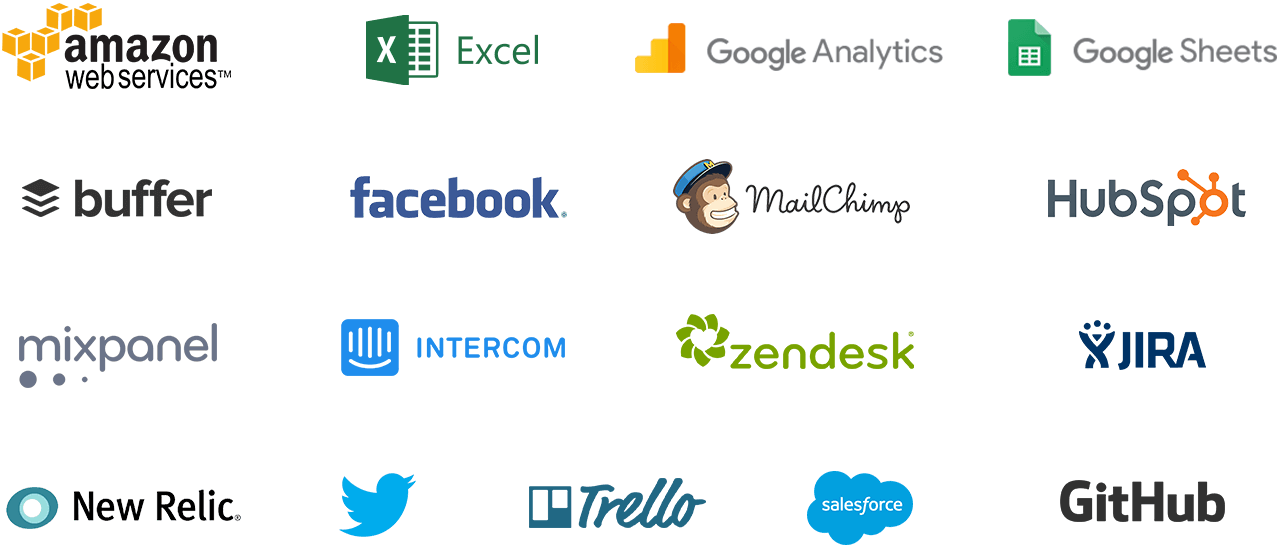 amazon
web services™
X Excel
Google Analytics
Google Sheets
buffer
facebook®
MailChimp
HubSpot
mixpanel
INTERCOM
zendesk®
JIRA
New Relic®
Trello
salesforce
GitHub